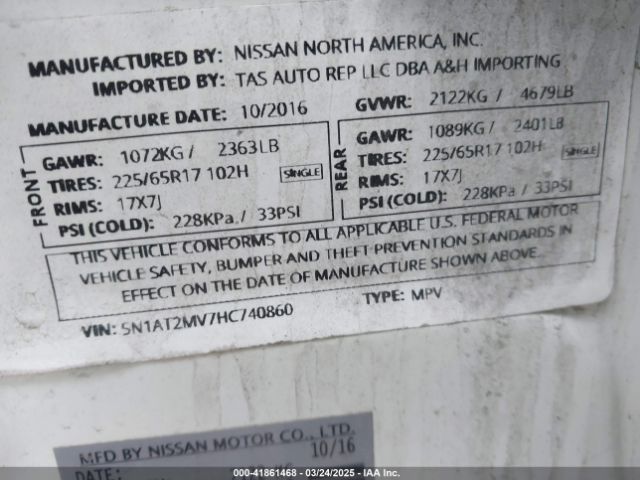 MANUFACTURED BY: NISSAN NORTH AMERICA, INC.
IMPORTED BY: TAS AUTO REP LLC DBA A&H IMPORTING
MANUFACTURE DATE: 10/2016
GVWR: 2122KG / 4679LB
FRONT
GAWR: 1072KG / 2363LB
TIRES: 225/65R17 102H SINGLE
RIMS: 17X7J
PSI (COLD): 228KPa / 33PSI
REAR
GAWR: 1089KG / 2401LB
TIRES: 225/65R17 102H SINGLE
RIMS: 17X7J
PSI (COLD): 228KPa / 33PSI
THIS VEHICLE CONFORMS TO ALL APPLICABLE U.S. FEDERAL MOTOR
VEHICLE SAFETY, BUMPER AND THEFT PREVENTION STANDARDS IN
EFFECT ON THE DATE OF MANUFACTURE SHOWN ABOVE.
VIN: 5N1AT2MV7HC740860
TYPE: MPV
MFD BY NISSAN MOTOR CO., LTD.
DATE: 10/16
000-41861468 - 03/24/2025 - IAA, Inc.